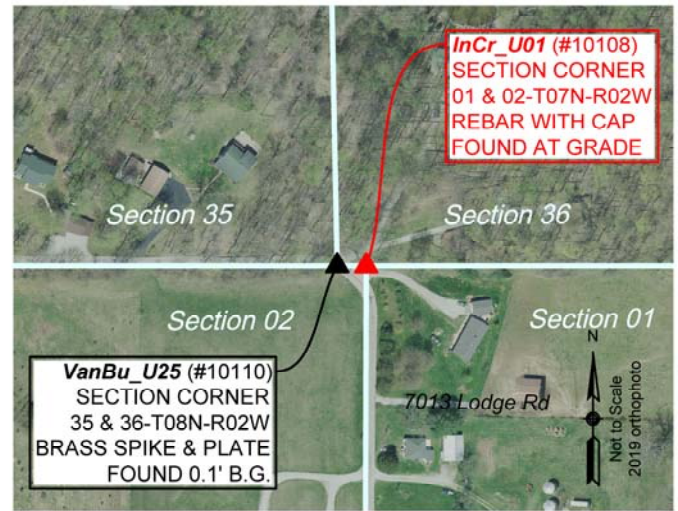 InCr_U01 (#10108)
SECTION CORNER
01 & 02-T07N-R02W
REBAR WITH CAP
FOUND AT GRADE
Section 35
Section 36
Section 02
Section 01
VanBu_U25 (#10110)
SECTION CORNER
35 & 36-T08N-R02W
BRASS SPIKE & PLATE
FOUND 0.1' B.G.
7013 Lodge Rd
N
Not to Scale
2019 orthophoto